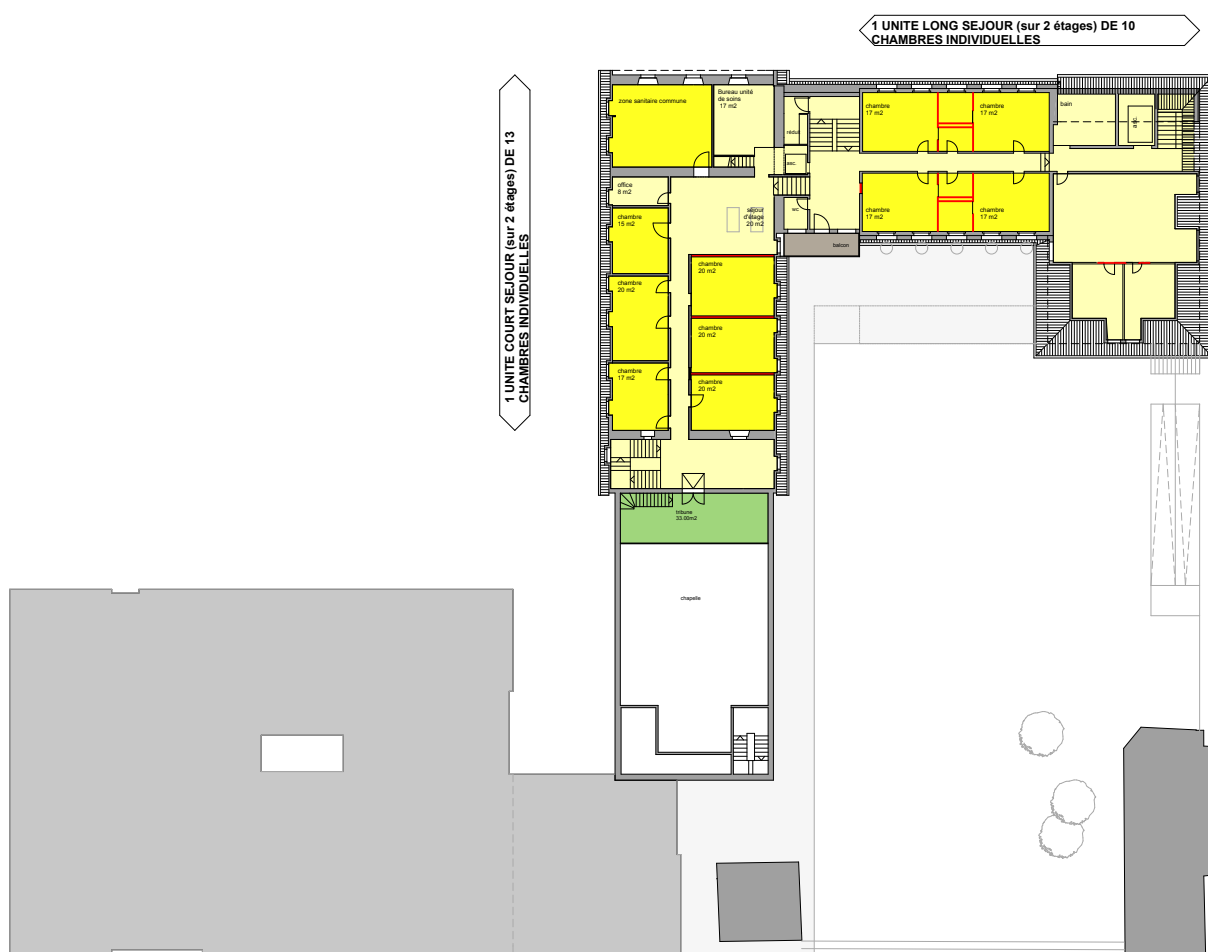 1 UNITE LONG SEJOUR (sur 2 étages) DE 10
CHAMBRES INDIVIDUELLES
1 UNITE COURT SEJOUR (sur 2 étages) DE 13
CHAMBRES INDIVIDUELLES
zone sanitaire commune
Bureau unité
de soins
17 m2
réduit
asc.
chambre
17 m2
chambre
17 m2
bain
asc.
office
8 m2
séjour
d'étage
20 m2
wc
chambre
17 m2
chambre
17 m2
balcon
chambre
15 m2
chambre
20 m2
chambre
20 m2
chambre
20 m2
chambre
17 m2
chambre
20 m2
tribune
33.00m2
chapelle